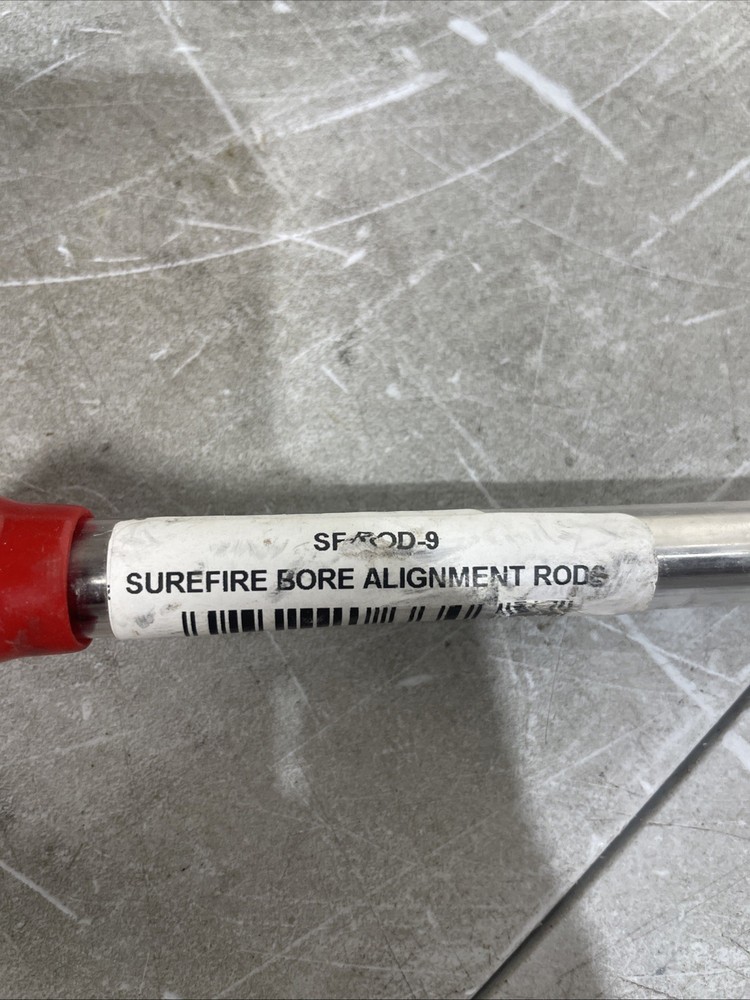 SF-ROD-9
SUREFIRE BORE ALIGNMENT RODS